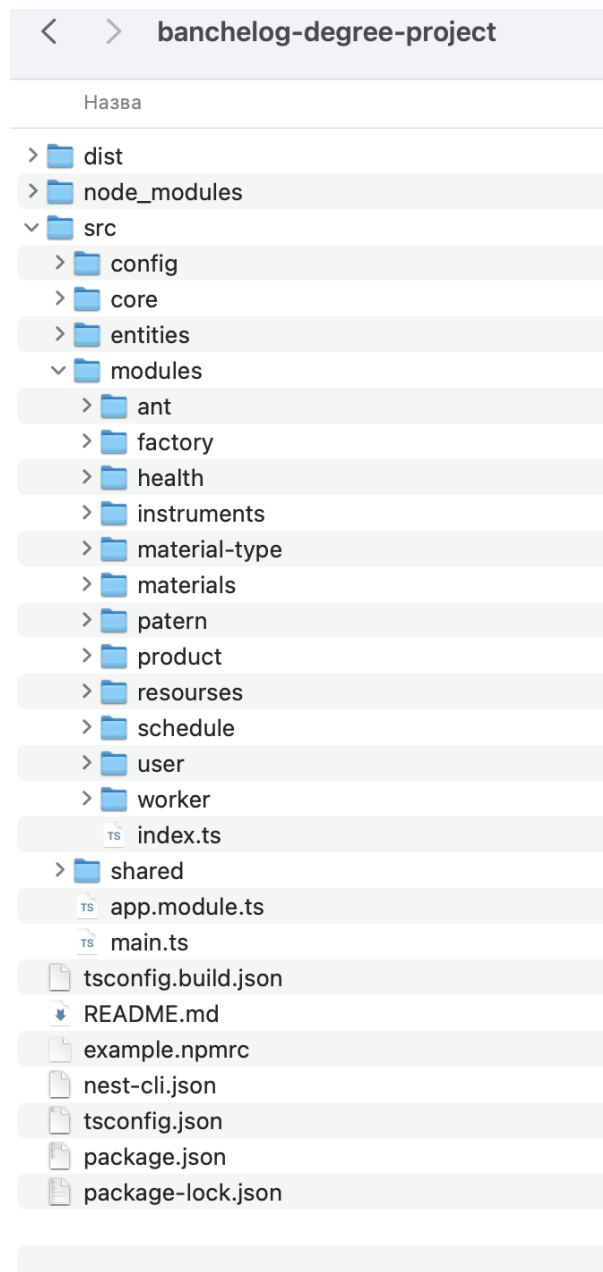 banchelog-degree-project
Назва
dist
node_modules
src
config
core
entities
modules
ant
factory
health
instruments
material-type
materials
patern
product
resourses
schedule
user
worker
TS index.ts
shared
TS app.module.ts
TS main.ts
tsconfig.build.json
README.md
example.npmrc
nest-cli.json
tsconfig.json
package.json
package-lock.json